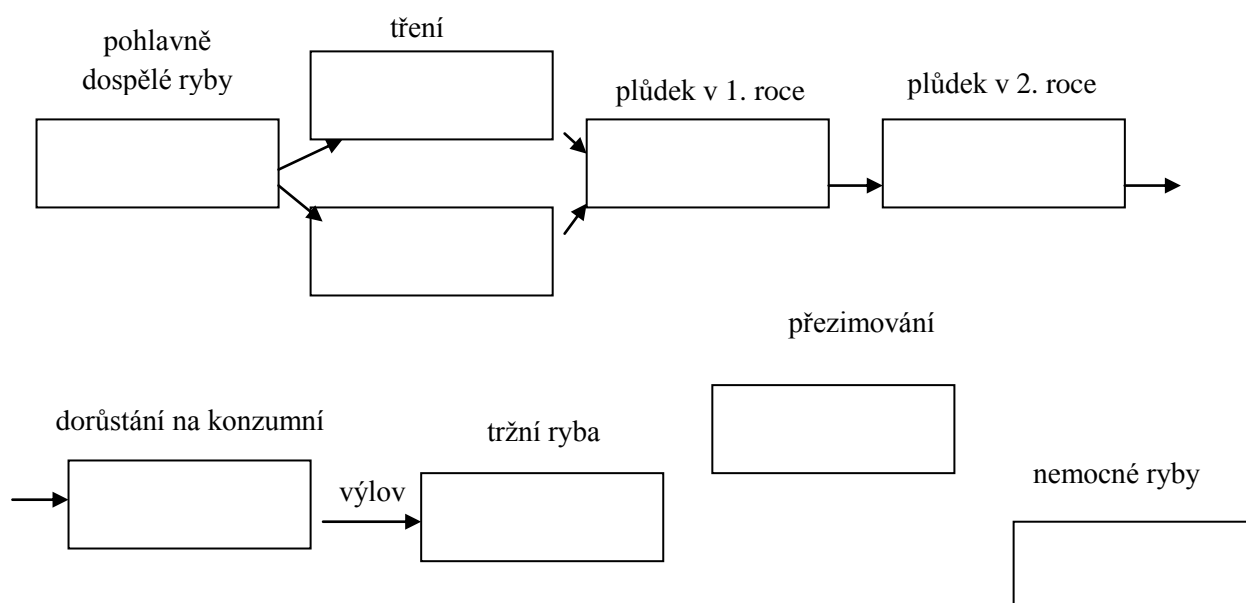 pohlavně
dospělé ryby
tření
plůdek v 1. roce
plůdek v 2. roce
přezimování
dorůstání na konzumní
výlov
tržní ryba
nemocné ryby